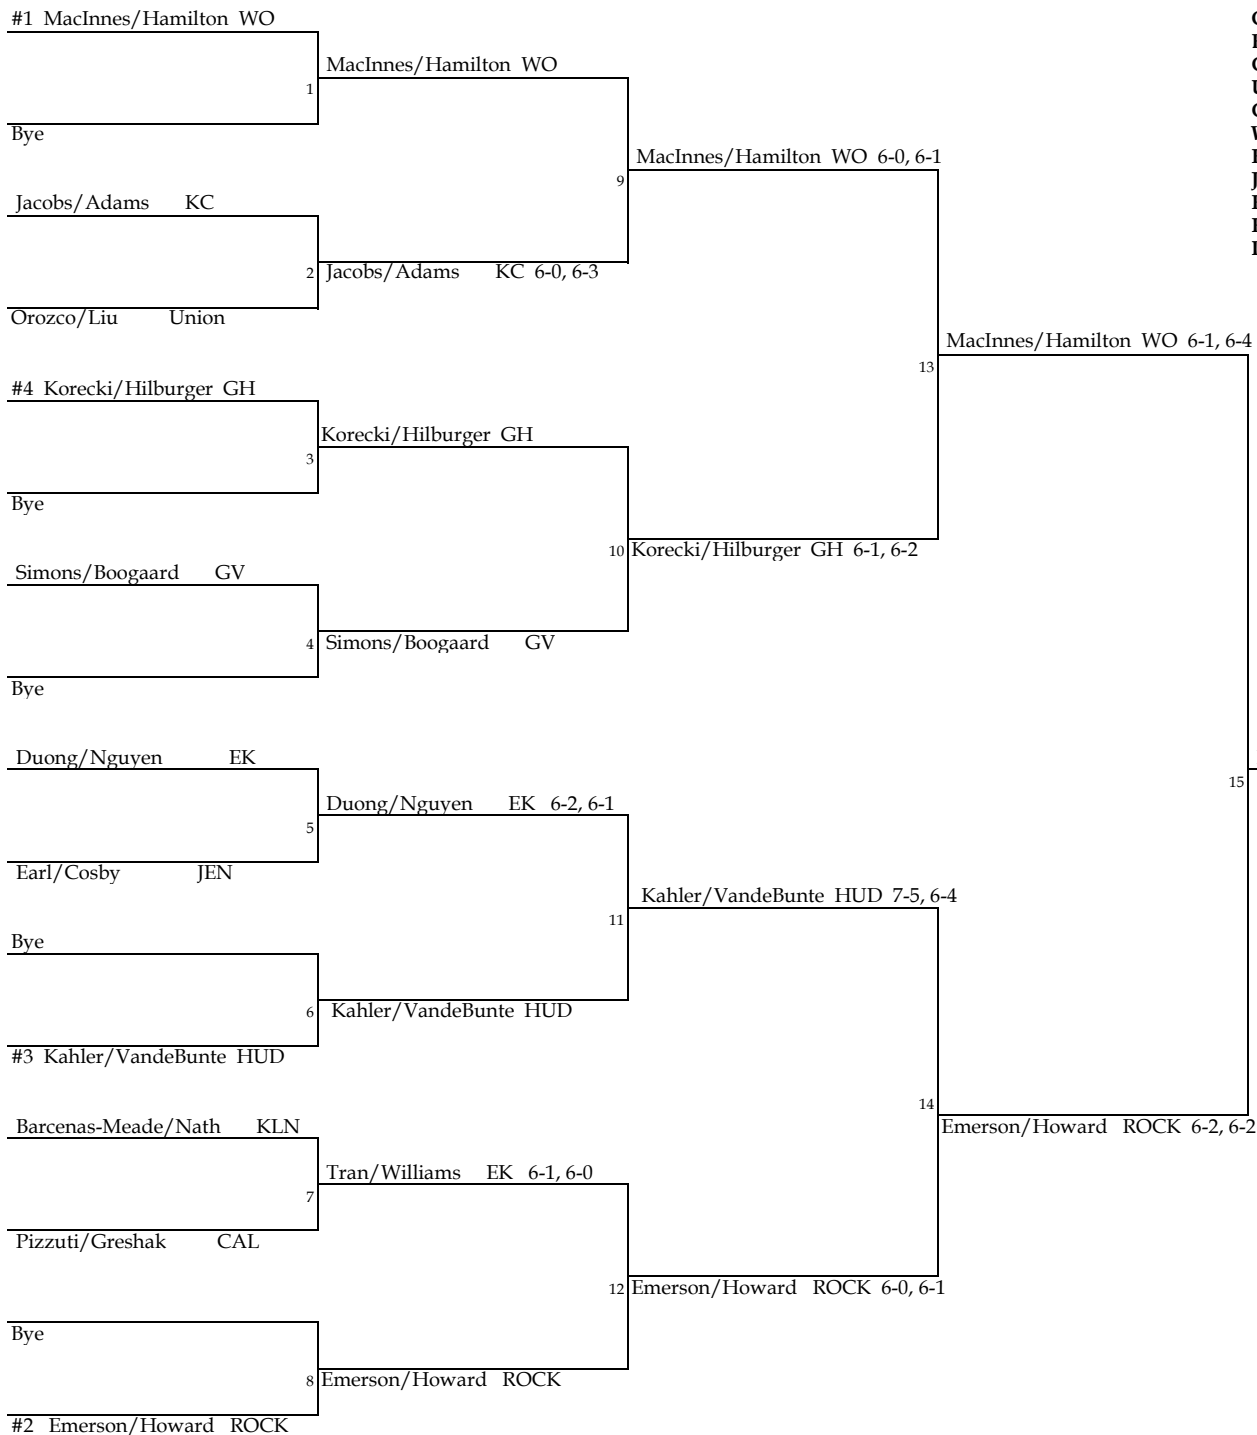 #1 MacInnes/Hamilton WO
MacInnes/Hamilton WO
1
Bye
MacInnes/Hamilton WO 6-0, 6-1
9
Jacobs/Adams KC
2
Jacobs/Adams KC 6-0, 6-3
Orozco/Liu Union
MacInnes/Hamilton WO 6-1, 6-4
13
#4 Korecki/Hilburger GH
Korecki/Hilburger GH
3
Bye
10
Korecki/Hilburger GH 6-1, 6-2
Simons/Boogaard GV
4
Simons/Boogaard GV
Bye
Duong/Nguyen EK
15
Duong/Nguyen EK 6-2, 6-1
5
Earl/Cosby JEN
Kahler/VandeBunte HUD 7-5, 6-4
11
Bye
6
Kahler/VandeBunte HUD
#3 Kahler/VandeBunte HUD
14
Emerson/Howard ROCK 6-2, 6-2
Barcenas-Meade/Nath KLN
Tran/Williams EK 6-1, 6-0
7
Pizzuti/Greshak CAL
12
Emerson/Howard ROCK 6-0, 6-1
Bye
8
Emerson/Howard ROCK
#2 Emerson/Howard ROCK